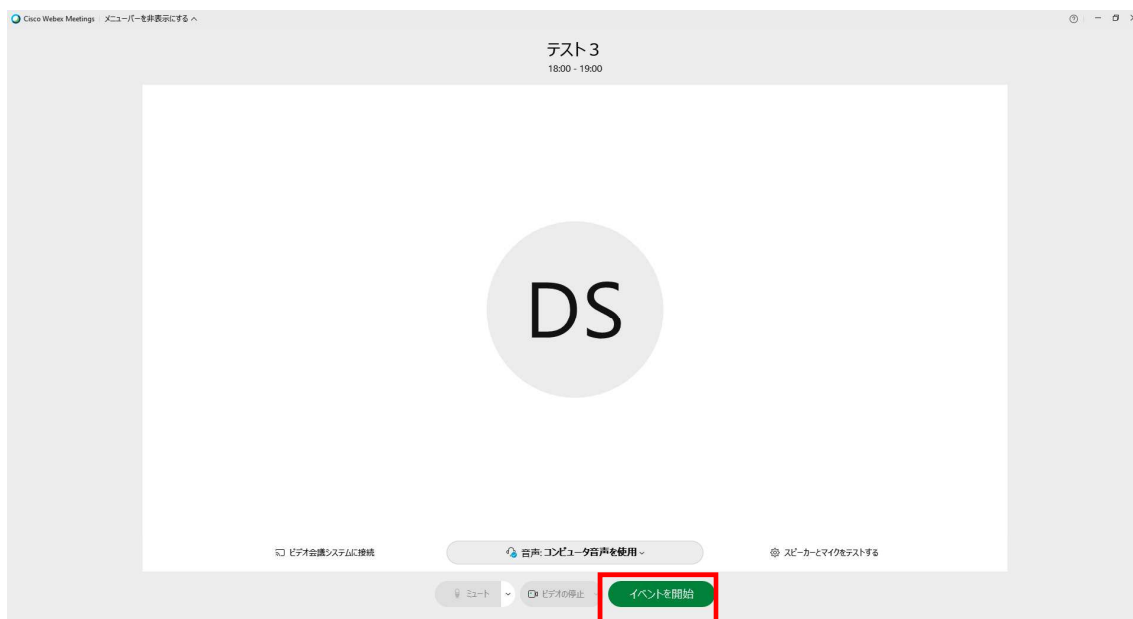 Cisco Webex Meetings メニューバーを非表示にする
テスト 3
18:00 - 19:00
DS
ビデオ会議システムに接続
音声: コンピュータ音声を使用
スピーカーとマイクをテストする
ミュート
ビデオの停止
イベントを開始